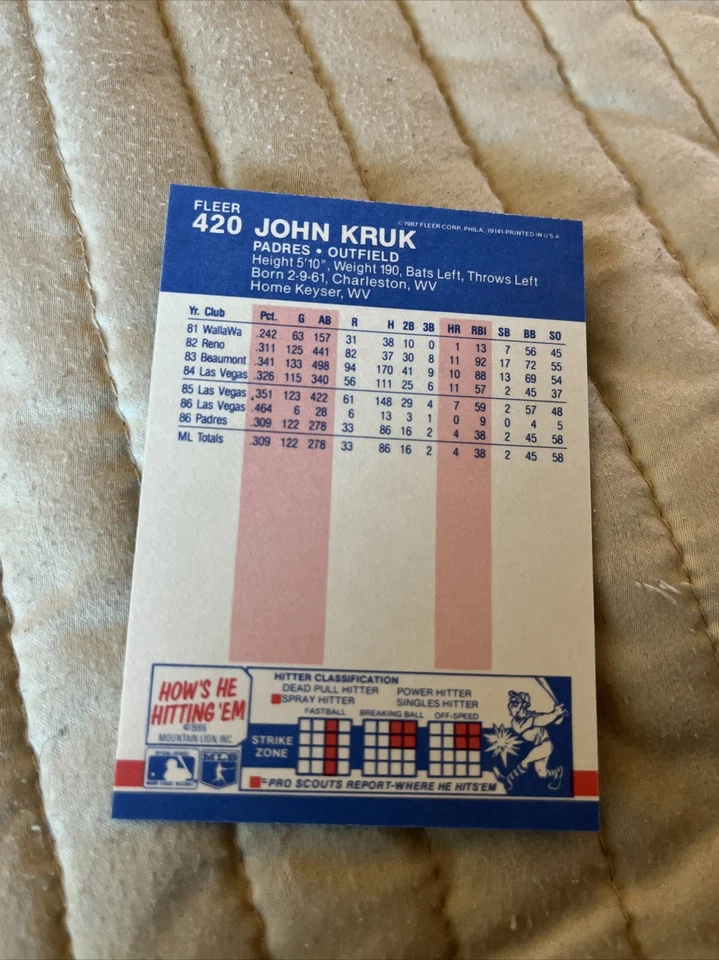 FLEER
420 JOHN KRUK
©1987 FLEER CORP., PHILA., 19141-PRINTED IN U.S.A.
PADRES • OUTFIELD
Height 5'10", Weight 190, Bats Left, Throws Left
Born 2-9-61, Charleston, WV
Home Keyser, WV
Yr. Club Pct. G AB R H 2B 3B HR RBI SB BB SO
81 WallaWa .242 63 157 31 38 10 0 1 13 7 56 45
82 Reno .311 125 441 82 37 30 8 11 92 17 72 55
83 Beaumont .341 133 498 94 170 41 9 10 88 13 69 54
84 Las Vegas .326 115 340 56 111 25 6 11 57 2 45 37
85 Las Vegas .351 123 422 61 148 29 4 7 59 2 57 48
86 Las Vegas .464 6 28 6 13 3 1 0 9 0 4 5
86 Padres .309 122 278 33 86 16 2 4 38 2 45 58
ML Totals .309 122 278 33 86 16 2 4 38 2 45 58
HOW'S HE
HITTING 'EM
©1986
MOUNTAIN LION, INC.
HITTER CLASSIFICATION
DEAD PULL HITTER POWER HITTER
SPRAY HITTER SINGLES HITTER
FASTBALL BREAKING BALL OFF-SPEED
STRIKE
ZONE
=PRO SCOUTS REPORT-WHERE HE HITS'EM